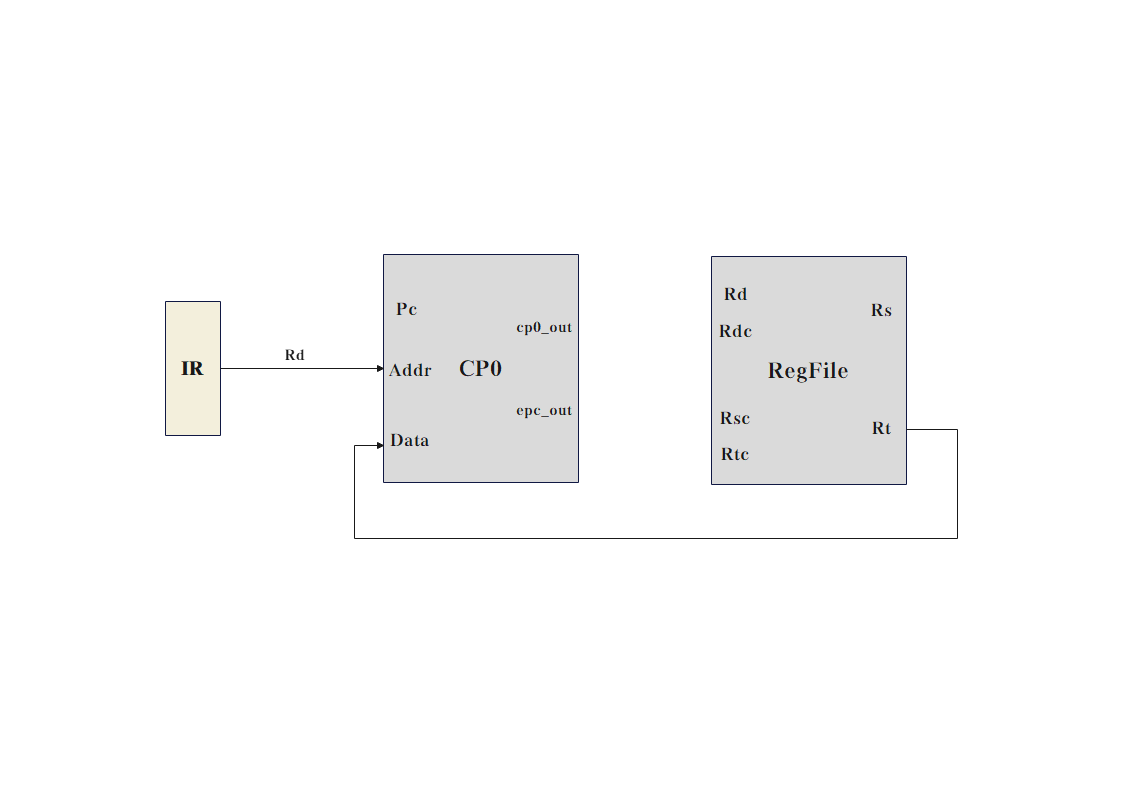 IR
Rd
Pc
cp0_out
Addr
CP0
epc_out
Data
Rd
Rs
Rdc
RegFile
Rsc
Rt
Rtc